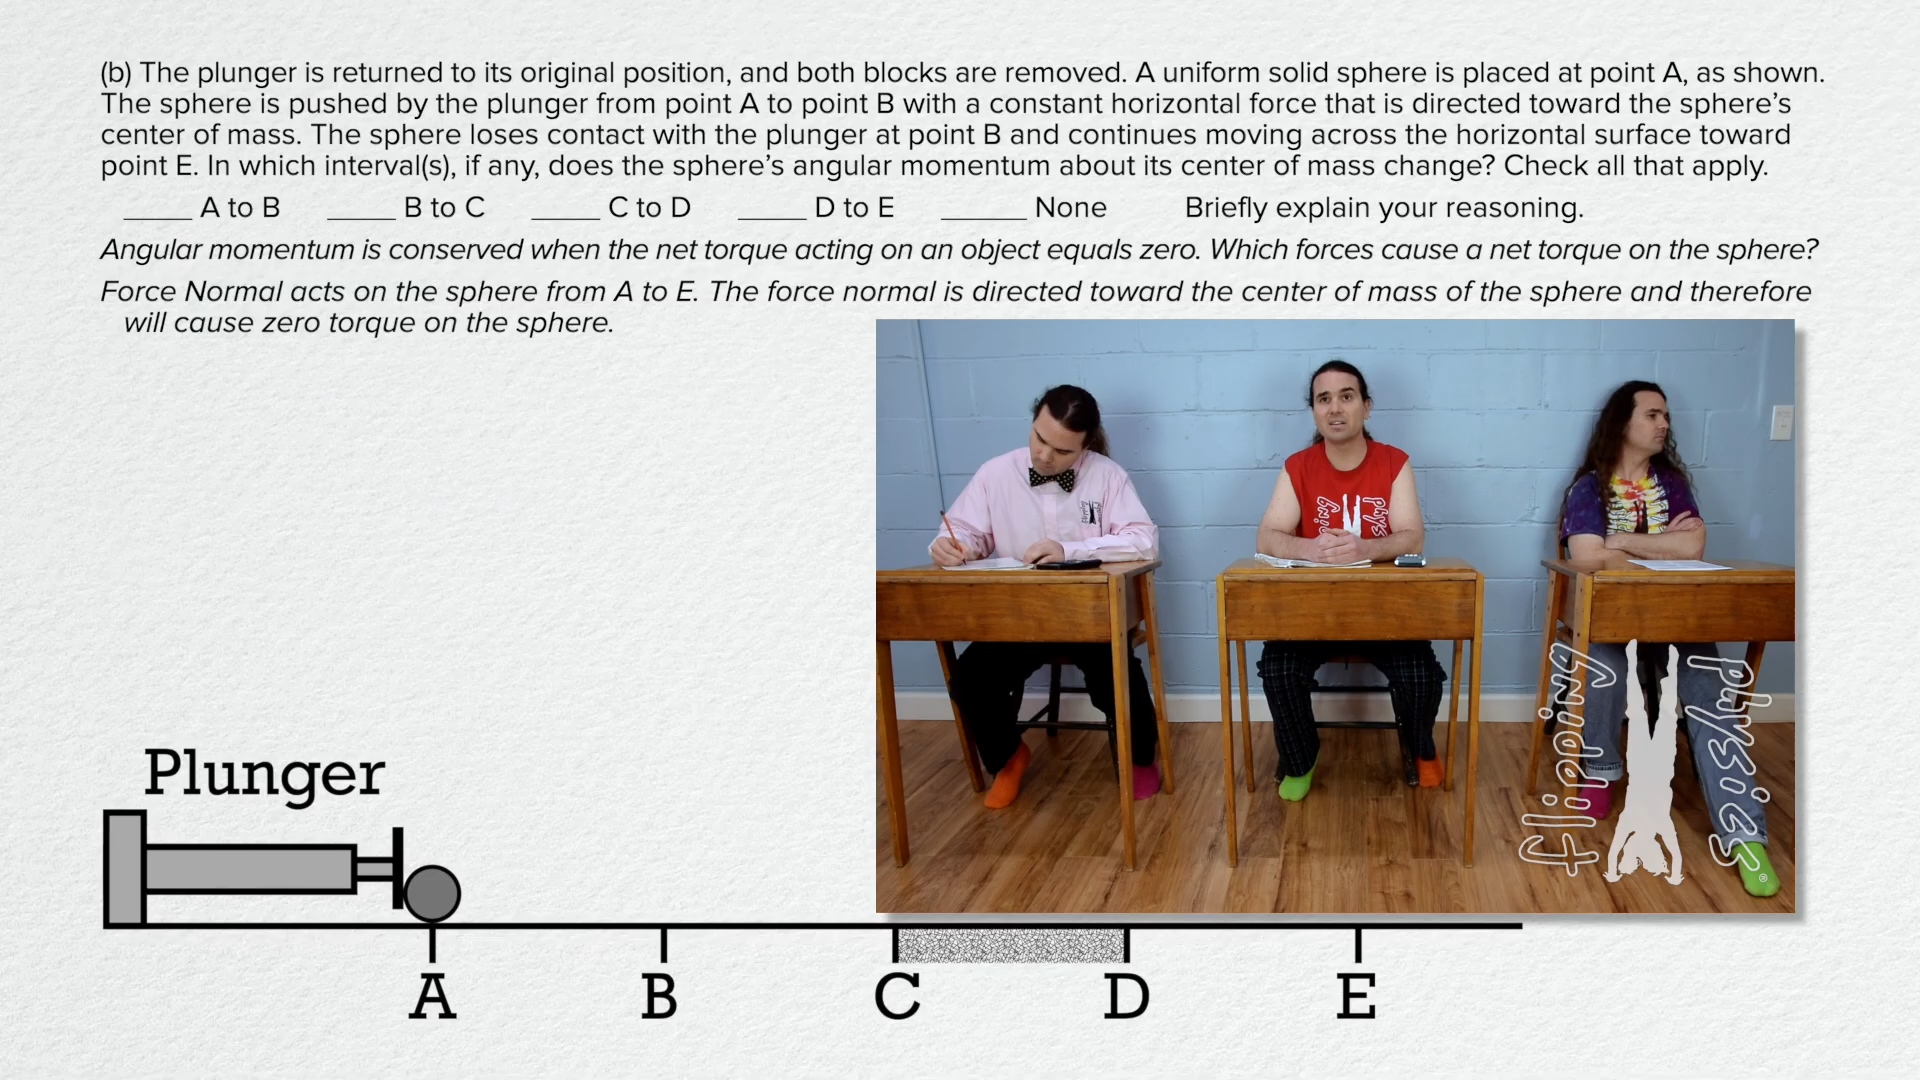 (b) The plunger is returned to its original position, and both blocks are removed. A uniform solid sphere is placed at point A, as shown.
The sphere is pushed by the plunger from point A to point B with a constant horizontal force that is directed toward the sphere’s
center of mass. The sphere loses contact with the plunger at point B and continues moving across the horizontal surface toward
point E. In which interval(s), if any, does the sphere’s angular momentum about its center of mass change? Check all that apply.
_____ A to B _____ B to C _____ C to D _____ D to E ______ None Briefly explain your reasoning.
Angular momentum is conserved when the net torque acting on an object equals zero. Which forces cause a net torque on the sphere?
Force Normal acts on the sphere from A to E. The force normal is directed toward the center of mass of the sphere and therefore
will cause zero torque on the sphere.
flipping physics®
Plunger
A B C D E